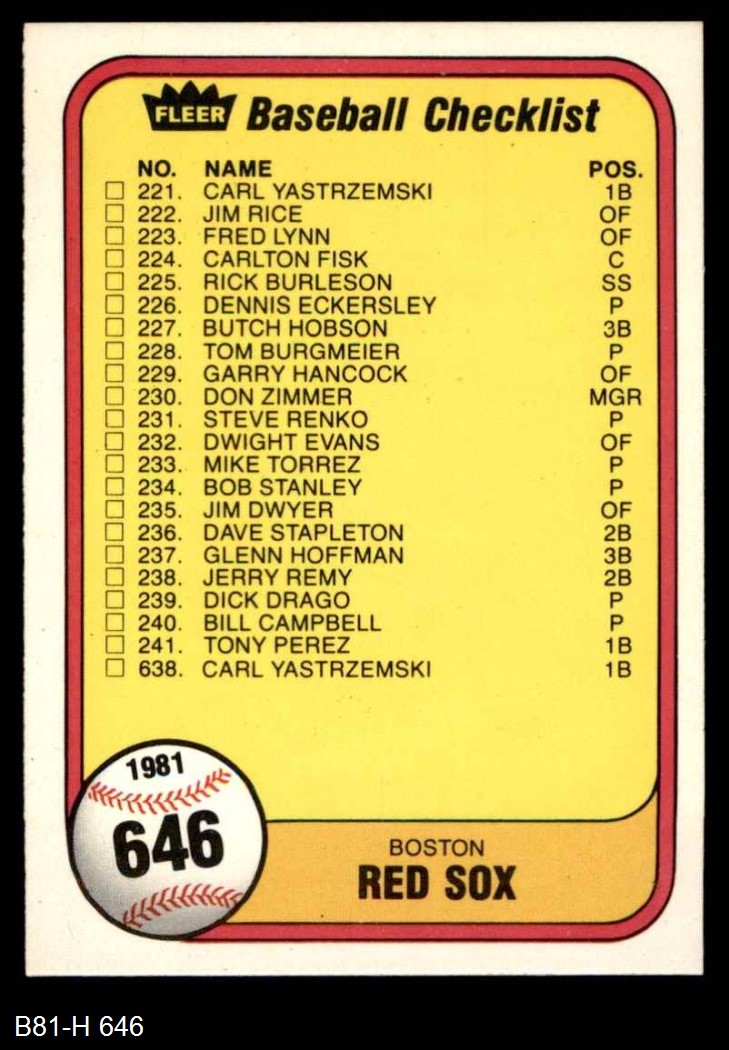 FLEER Baseball Checklist
NO. NAME POS.
221. CARL YASTRZEMSKI 1B
222. JIM RICE OF
223. FRED LYNN OF
224. CARLTON FISK C
225. RICK BURLESON SS
226. DENNIS ECKERSLEY P
227. BUTCH HOBSON 3B
228. TOM BURGMEIER P
229. GARRY HANCOCK OF
230. DON ZIMMER MGR
231. STEVE RENKO P
232. DWIGHT EVANS OF
233. MIKE TORREZ P
234. BOB STANLEY P
235. JIM DWYER OF
236. DAVE STAPLETON 2B
237. GLENN HOFFMAN 3B
238. JERRY REMY 2B
239. DICK DRAGO P
240. BILL CAMPBELL P
241. TONY PEREZ 1B
638. CARL YASTRZEMSKI 1B
1981
646
BOSTON
RED SOX
B81-H 646